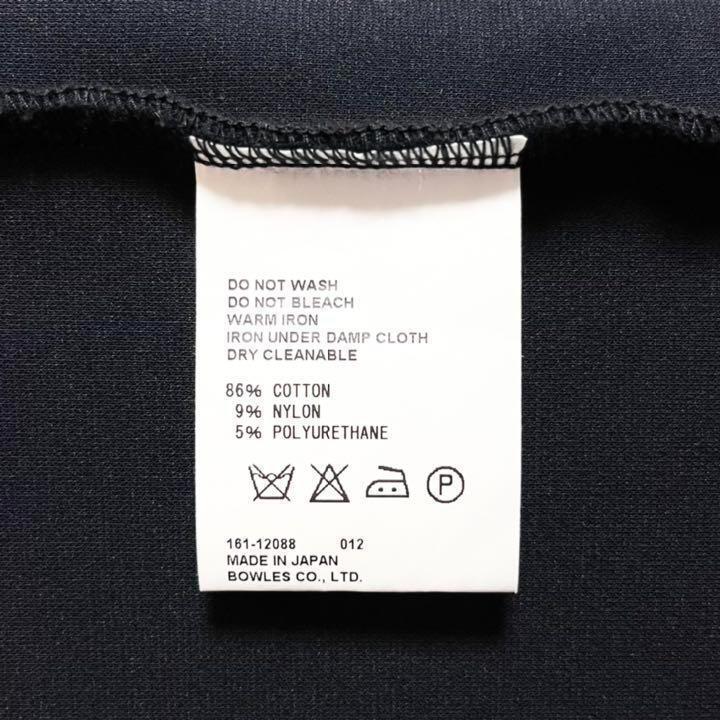 DO NOT WASH
DO NOT BLEACH
WARM IRON
IRON UNDER DAMP CLOTH
DRY CLEANABLE
86% COTTON
9% NYLON
5% POLYURETHANE
P
161-12088 012
MADE IN JAPAN
BOWLES CO., LTD.